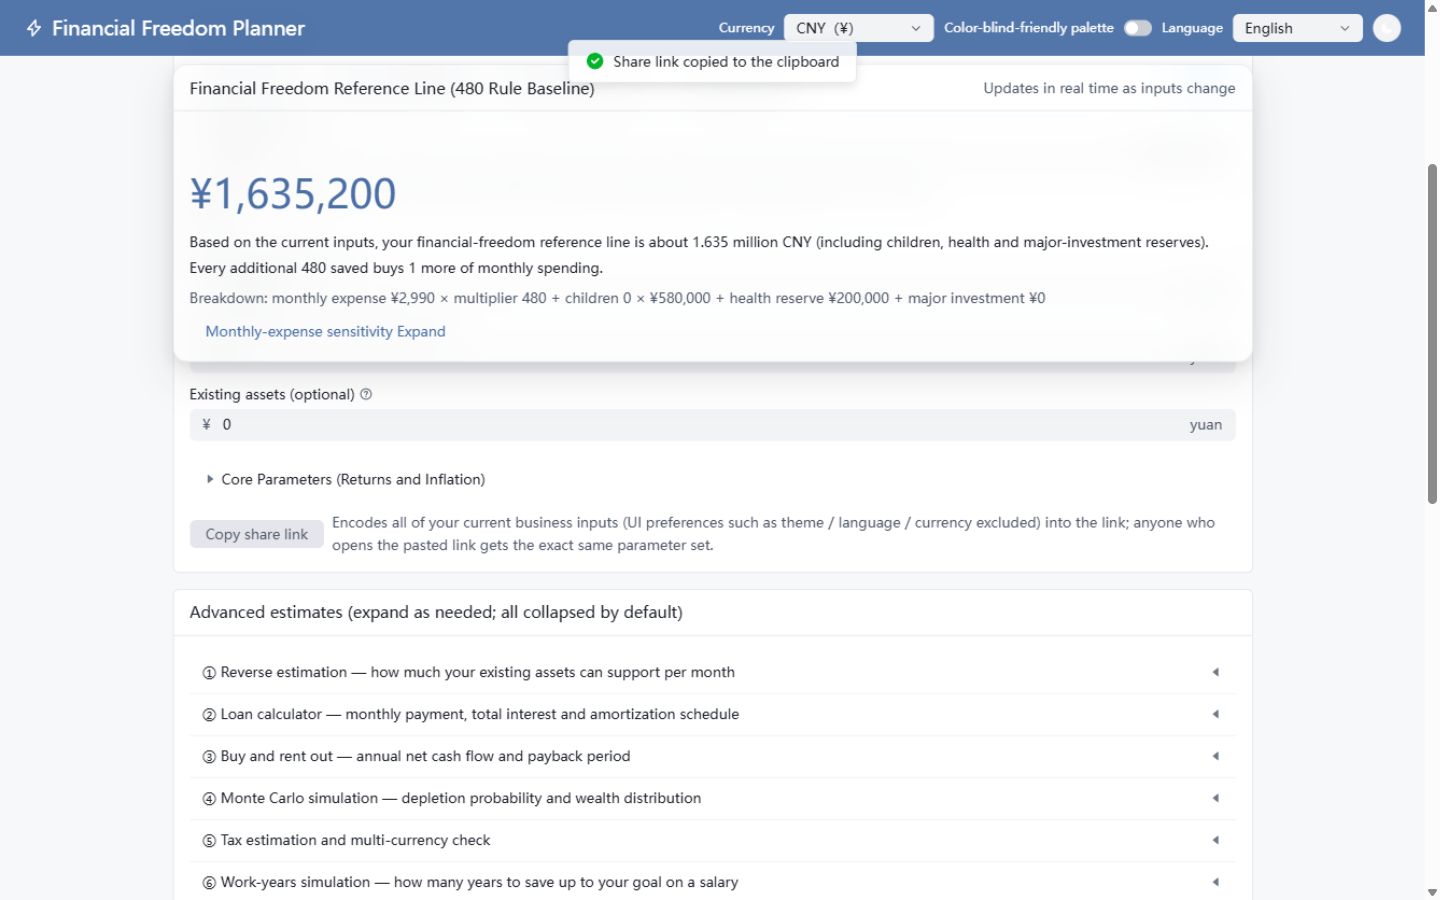 Financial Freedom Planner
Currency
CNY (¥)
Color-blind-friendly palette
Language
English
Share link copied to the clipboard
Financial Freedom Reference Line (480 Rule Baseline)
Updates in real time as inputs change
¥1,635,200
Based on the current inputs, your financial-freedom reference line is about 1.635 million CNY (including children, health and major-investment reserves).
Every additional 480 saved buys 1 more of monthly spending.
Breakdown: monthly expense ¥2,990 × multiplier 480 + children 0 × ¥580,000 + health reserve ¥200,000 + major investment ¥0
Monthly-expense sensitivity Expand
Existing assets (optional)
¥ 0 yuan
Core Parameters (Returns and Inflation)
Copy share link
Encodes all of your current business inputs (UI preferences such as theme / language / currency excluded) into the link; anyone who
opens the pasted link gets the exact same parameter set.
Advanced estimates (expand as needed; all collapsed by default)
① Reverse estimation — how much your existing assets can support per month
② Loan calculator — monthly payment, total interest and amortization schedule
③ Buy and rent out — annual net cash flow and payback period
④ Monte Carlo simulation — depletion probability and wealth distribution
⑤ Tax estimation and multi-currency check
⑥ Work-years simulation — how many years to save up to your goal on a salary